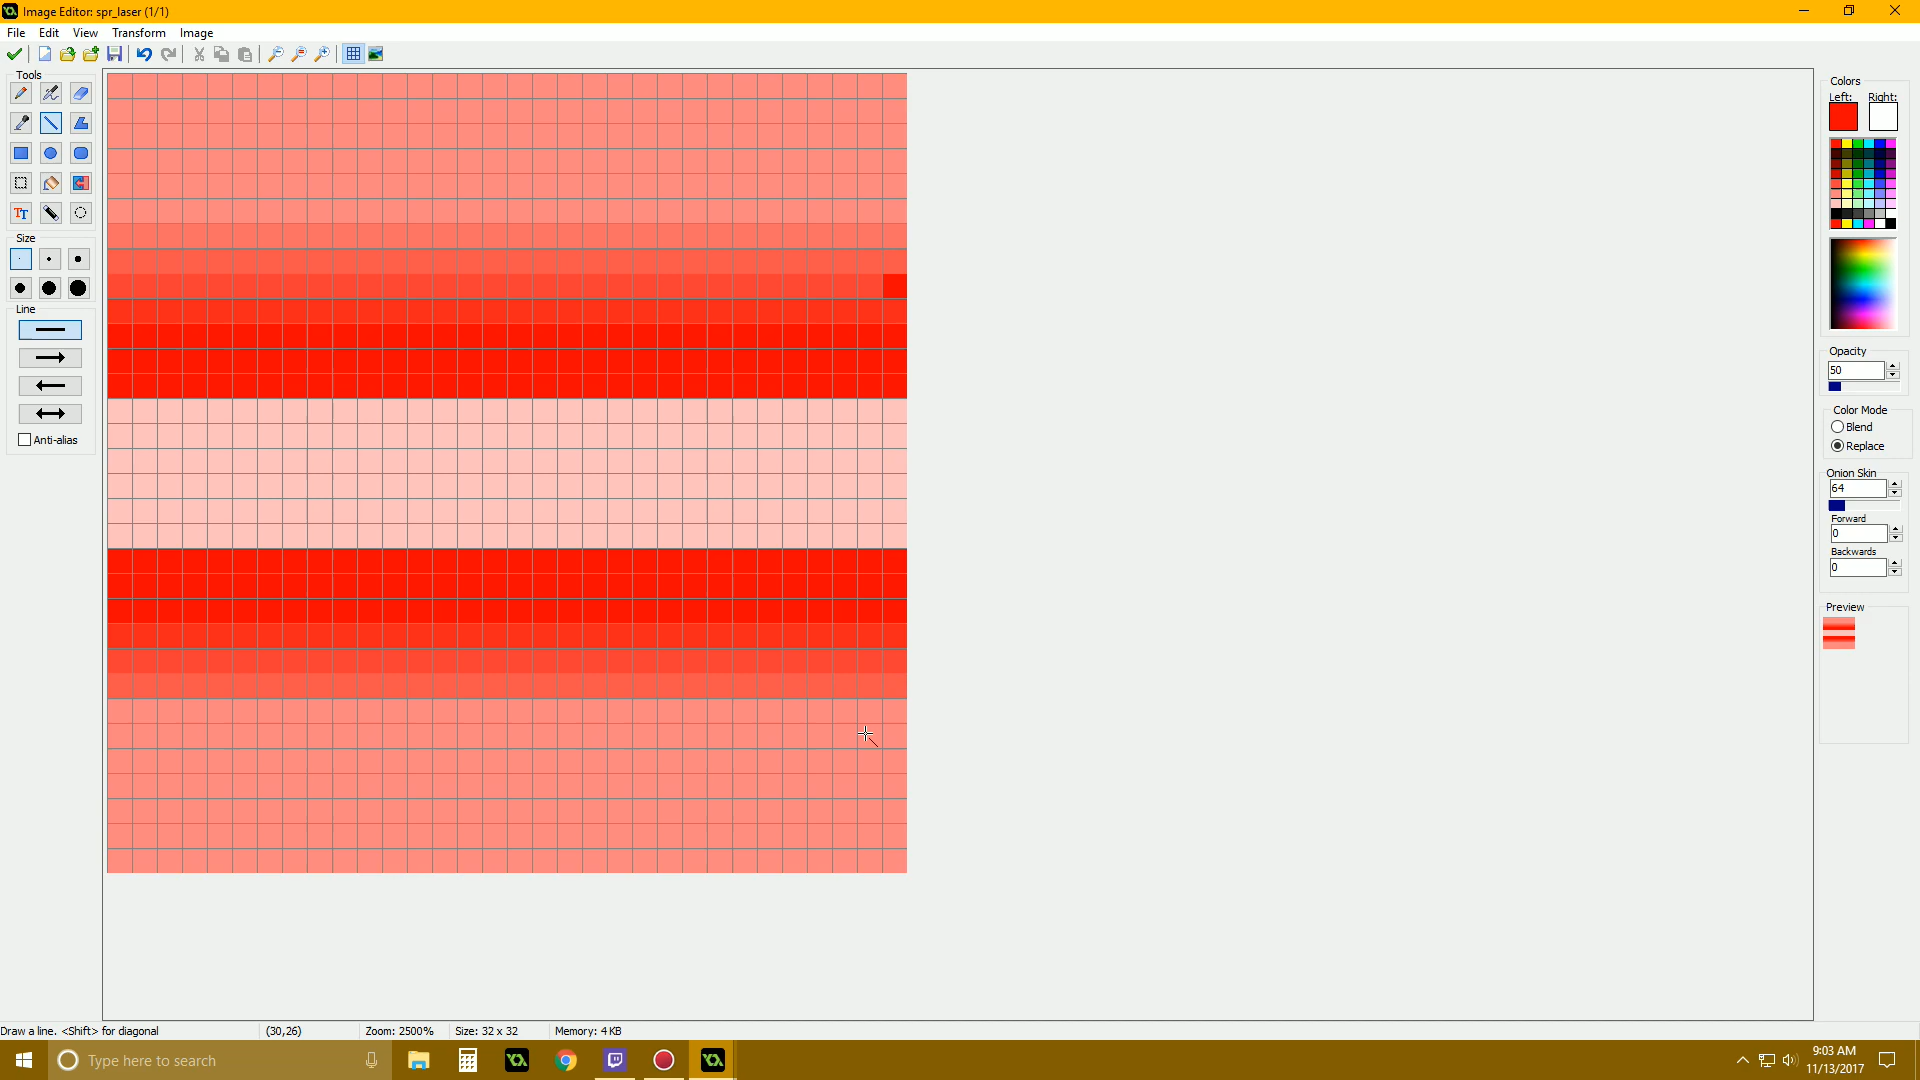 Image Editor: spr_laser (1/1)
File Edit View Transform Image
Tools
TT
Size
Line
Anti-alias
Colors
Left: Right:
Opacity
50
Color Mode
Blend
Replace
Onion Skin
64
Forward
0
Backwards
0
Preview
Draw a line. <Shift> for diagonal (30,26) Zoom: 2500% Size: 32 x 32 Memory: 4 KB
Type here to search
9:03 AM
11/13/2017